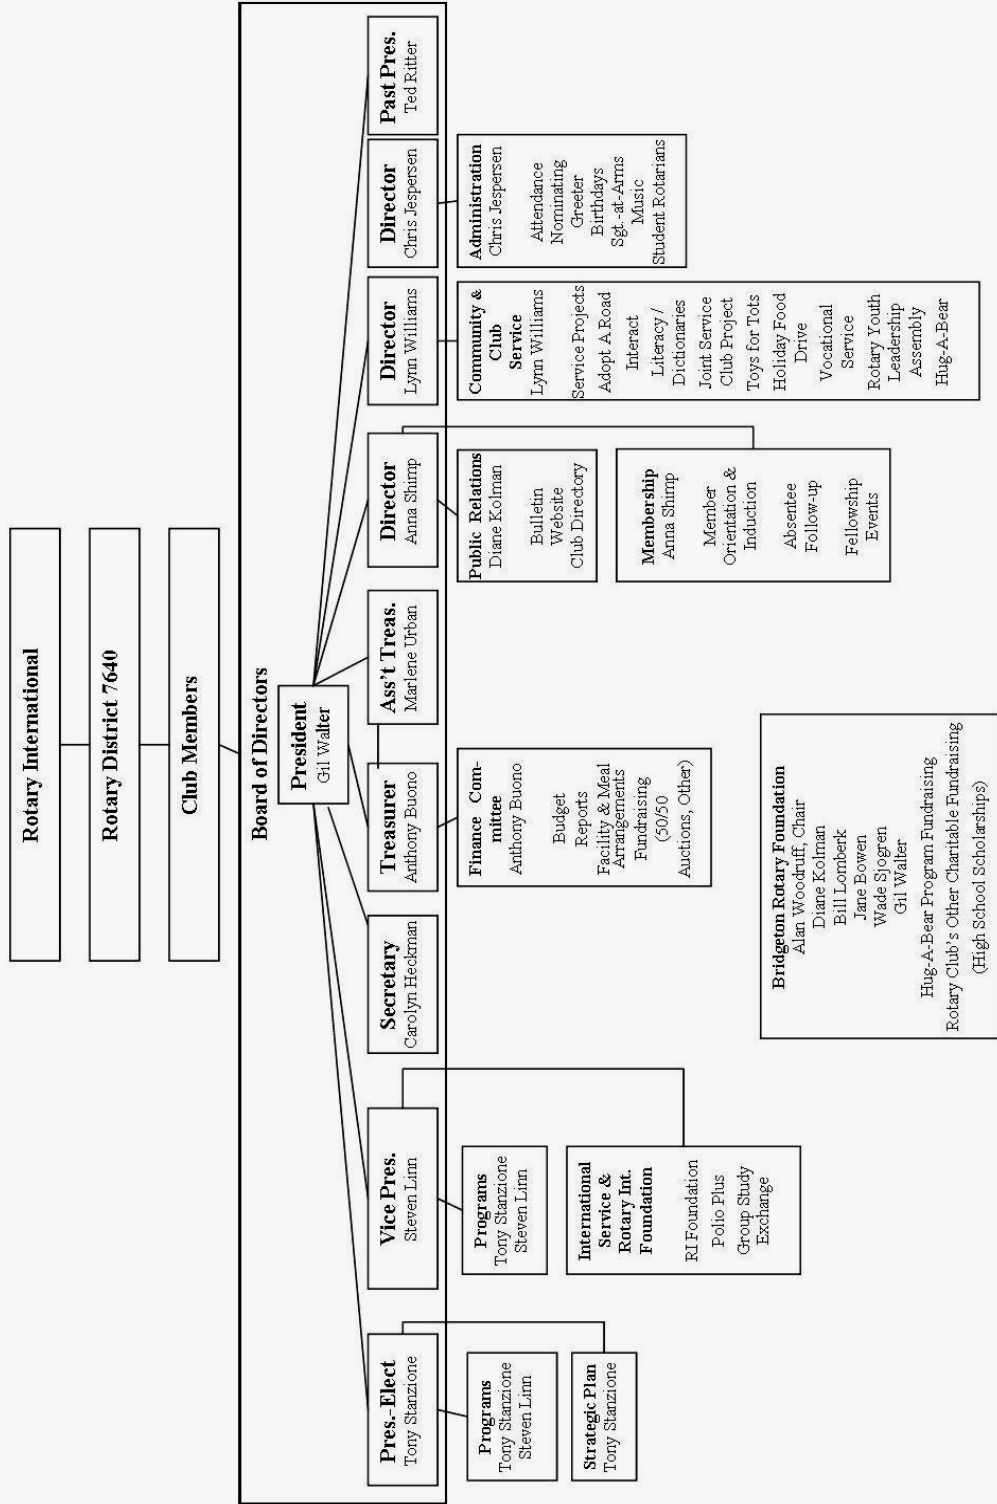 Rotary International
Rotary District 7640
Club Members
Board of Directors
President
Gil Walter
Pres.-Elect
Tony Stanzione
Vice Pres.
Steven Linn
Secretary
Carolyn Heckman
Treasurer
Anthony Buono
Ass't Treas.
Marlene Urban
Director
Anna Shimp
Director
Lynn Williams
Director
Chris Jespersen
Past Pres.
Ted Ritter
Programs
Tony Stanzione
Steven Linn
Strategic Plan
Tony Stanzione
Programs
Tony Stanzione
Steven Linn
International
Service &
Rotary Int.
Foundation
RI Foundation
Polio Plus
Group Study
Exchange
Finance Com-
mittee
Anthony Buono
Budget
Reports
Facility & Meal
Arrangements
Fundraising
(50/50
Auctions, Other)
Public Relations
Diane Kolman
Bulletin
Website
Club Directory
Membership
Anna Shimp
Member
Orientation &
Induction
Absentee
Follow-up
Fellowship
Events
Community &
Club
Service
Lynn Williams
Service Projects
Adopt A Road
Interact
Literacy /
Dictionaries
Joint Service
Club Project
Toys for Tots
Holiday Food
Drive
Vocational
Service
Rotary Youth
Leadership
Assembly
Hug-A-Bear
Administration
Chris Jespersen
Attendance
Nominating
Greeter
Birthdays
Sgt.-at-Arms
Music
Student Rotarians
Bridgeton Rotary Foundation
Alan Woodruff, Chair
Diane Kolman
Bill Lomberk
Jane Bowen
Wade Sjogren
Gil Walter
Hug-A-Bear Program Fundraising
Rotary Club's Other Charitable Fundraising
(High School Scholarships)